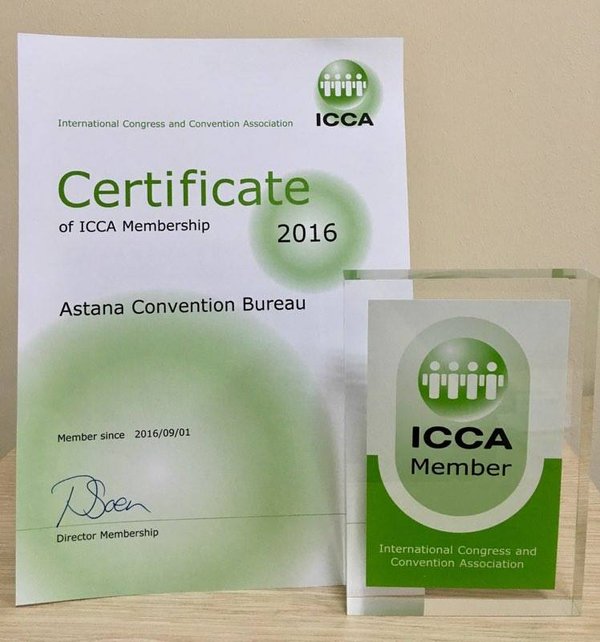 ICCA
International Congress and Convention Association
Certificate
of ICCA Membership
2016
Astana Convention Bureau
Member since 2016/09/01
Director Membership
ICCA
Member
International Congress and
Convention Association